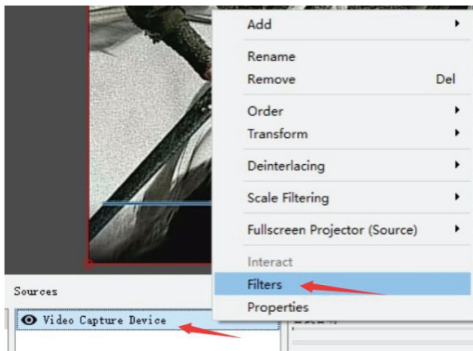 Add
Rename
Remove Del
Order
Transform
Deinterlacing
Scale Filtering
Fullscreen Projector (Source)
Interact
Filters
Properties
Sources
Video Capture Device